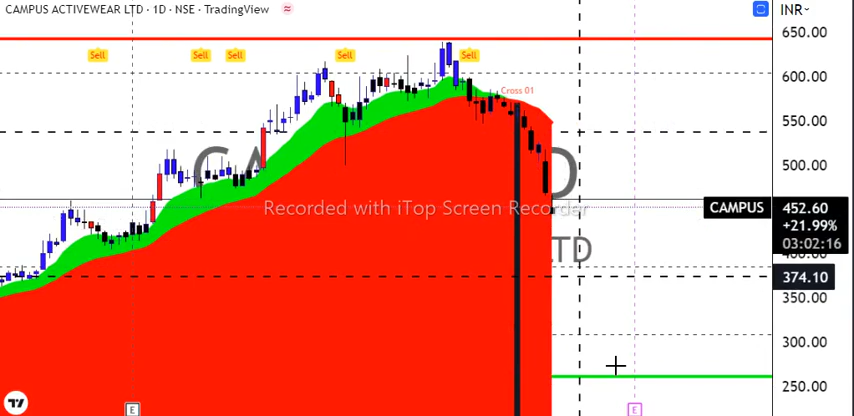 CAMPUS ACTIVEWEAR LTD · 1D · NSE · TradingView
INR
650.00
Sell Sell Sell Sell Sell
600.00
Cross 01
550.00
500.00
Recorded with iTop Screen Recorder
CAMPUS
452.60
+21.99%
03:02:16
LTD
374.10
350.00
300.00
250.00
E E